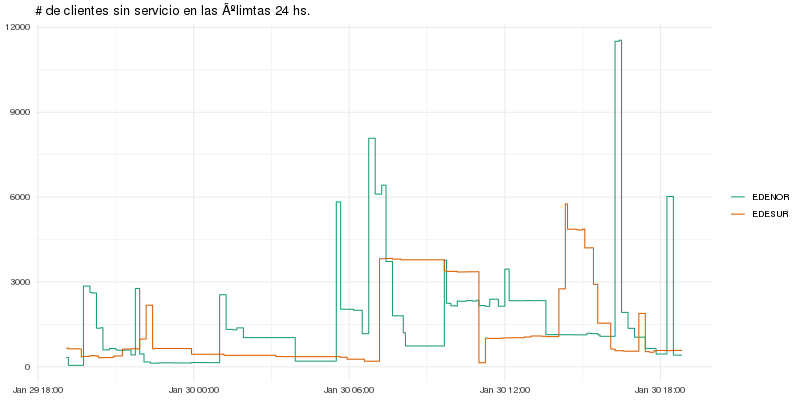 # de clientes sin servicio en las Ãºlimtas 24 hs.
12000
9000
6000
3000
0
EDENOR
EDESUR
Jan 29 18:00
Jan 30 00:00
Jan 30 06:00
Jan 30 12:00
Jan 30 18:00